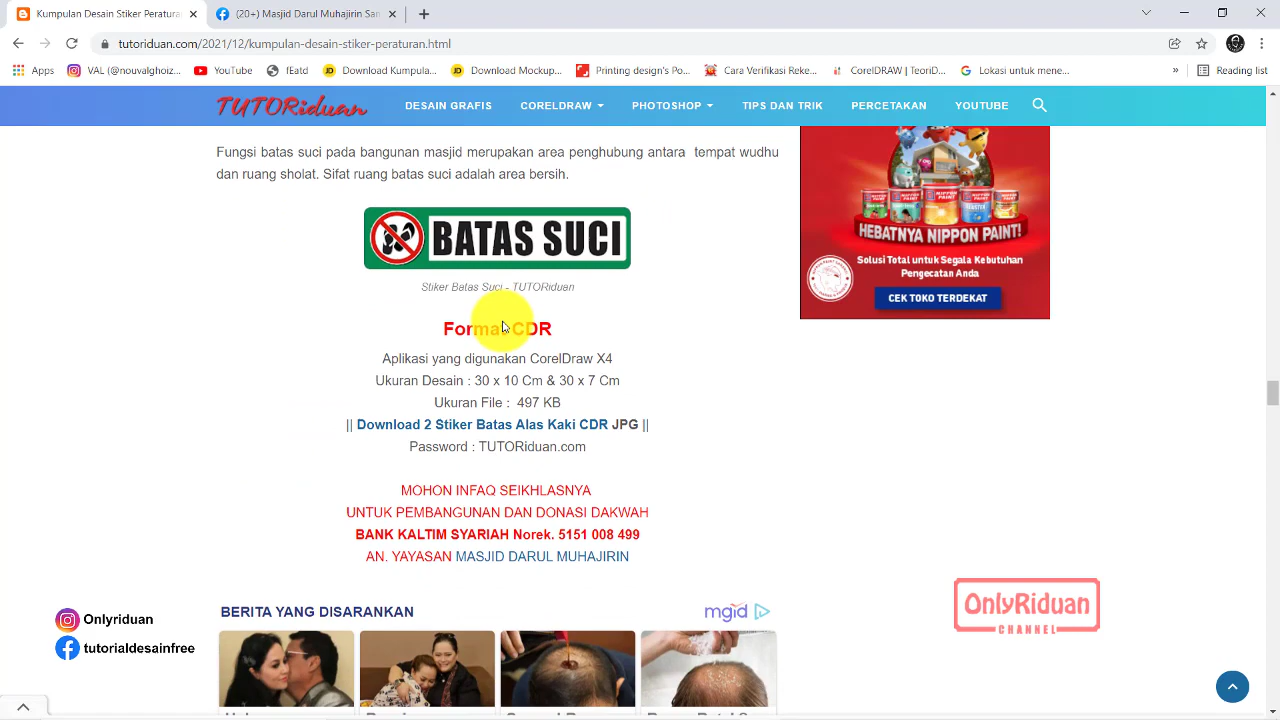 Kumpulan Desain Stiker Peraturan
(20+) Masjid Darul Muhajirin Sa
tutoriduan.com/2021/12/kumpulan-desain-stiker-peraturan.html
Apps
VAL (@nouvalghoiz...
YouTube
fEatd
Download Kumpula...
Download Mockup...
Printing design's Po...
Cara Verifikasi Reke...
CorelDRAW | TeoriD...
Lokasi untuk mene...
»
Reading list
TUTORiduan
DESAIN GRAFIS
CORELDRAW
PHOTOSHOP
TIPS DAN TRIK
PERCETAKAN
YOUTUBE
Fungsi batas suci pada bangunan masjid merupakan area penghubung antara tempat wudhu
dan ruang sholat. Sifat ruang batas suci adalah area bersih.
BATAS SUCI
Stiker Batas Suci - TUTORiduan
Format CDR
Aplikasi yang digunakan CorelDraw X4
Ukuran Desain : 30 x 10 Cm & 30 x 7 Cm
Ukuran File : 497 KB
|| Download 2 Stiker Batas Alas Kaki CDR JPG ||
Password : TUTORiduan.com
MOHON INFAQ SEIKHLASNYA
UNTUK PEMBANGUNAN DAN DONASI DAKWAH
BANK KALTIM SYARIAH Norek. 5151 008 499
AN. YAYASAN MASJID DARUL MUHAJIRIN
HEBATNYA NIPPON PAINT!
Solusi Total untuk Segala Kebutuhan
Pengecatan Anda
CEK TOKO TERDEKAT
BERITA YANG DISARANKAN
mgid
OnlyRiduan
CHANNEL
Onlyriduan
tutorialdesainfree